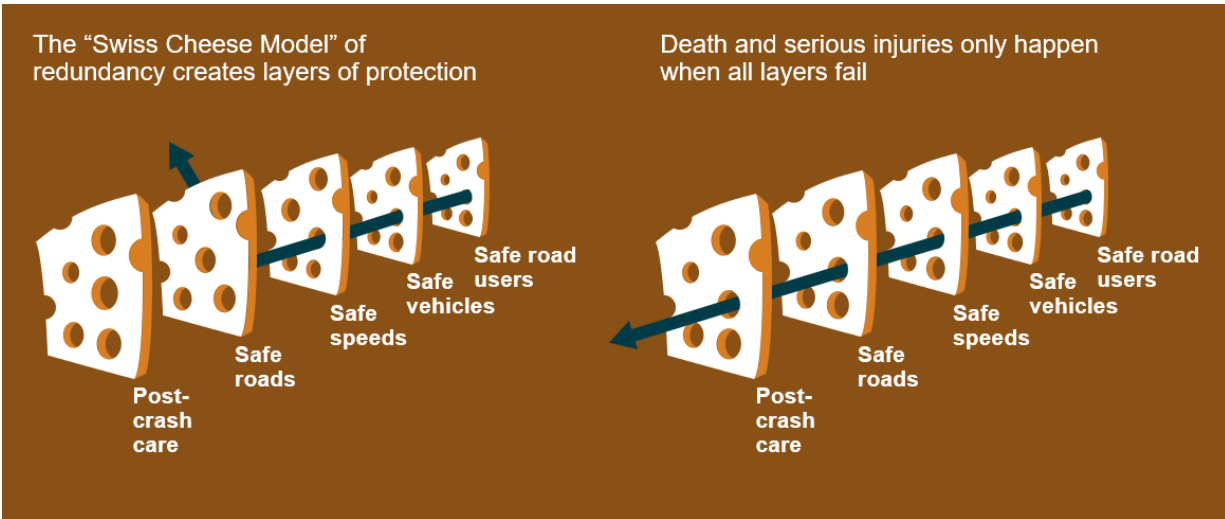 The “Swiss Cheese Model” of
redundancy creates layers of protection
Post-
crash
care
Safe
roads
Safe
speeds
Safe
vehicles
Safe road
users
Death and serious injuries only happen
when all layers fail
Post-
crash
care
Safe
roads
Safe
speeds
Safe
vehicles
Safe road
users